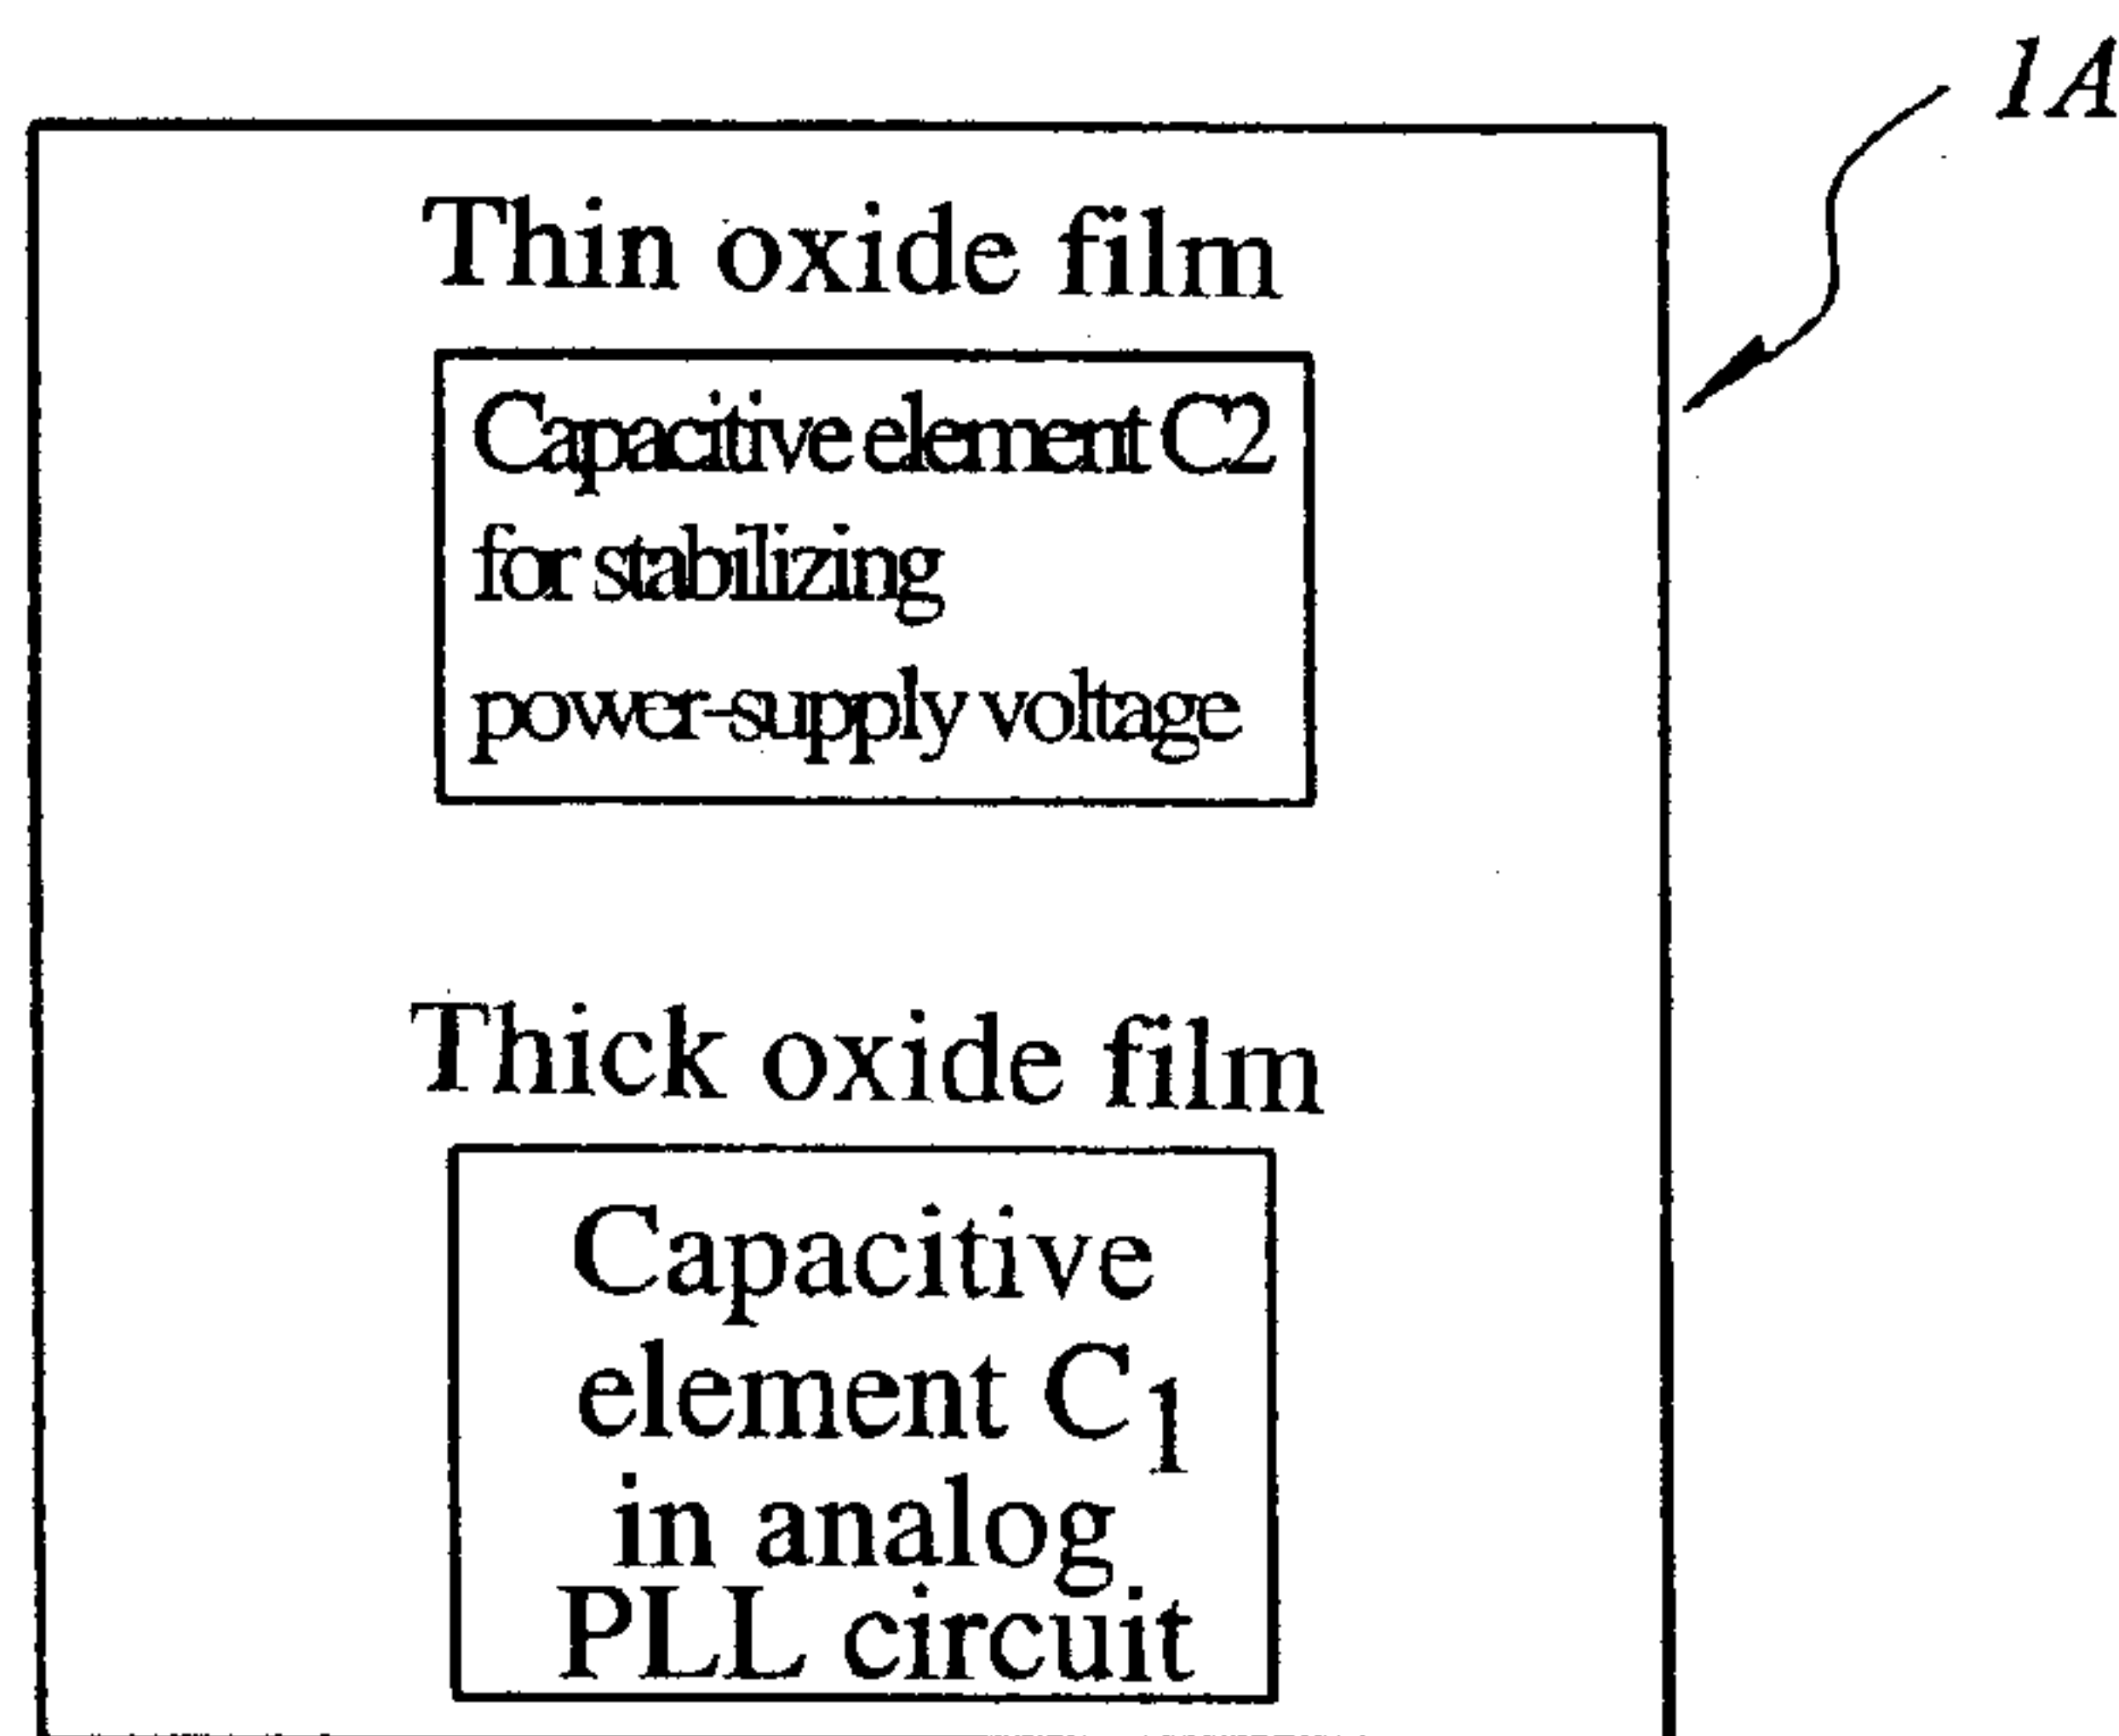 1A
Thin oxide film
Capacitive element C2
for stabilizing
power-supply voltage
Thick oxide film
Capacitive
element C1
in analog
PLL circuit